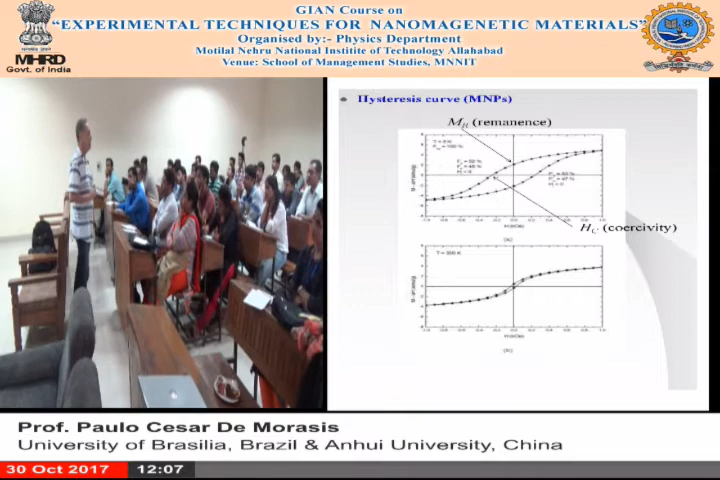 GIAN Course on
“EXPERIMENTAL TECHNIQUES FOR NANOMAGENETIC MATERIALS”
Organised by:- Physics Department
Motilal Nehru National Institite of Technology Allahabad
Venue: School of Management Studies, MNNIT
MHRD
Govt. of India
Hysteresis curve (MNPs)
M_R (remanence)
H_C (coercivity)
(a)
(b)
Prof. Paulo Cesar De Morasis
University of Brasilia, Brazil & Anhui University, China
30 Oct 2017 12:07